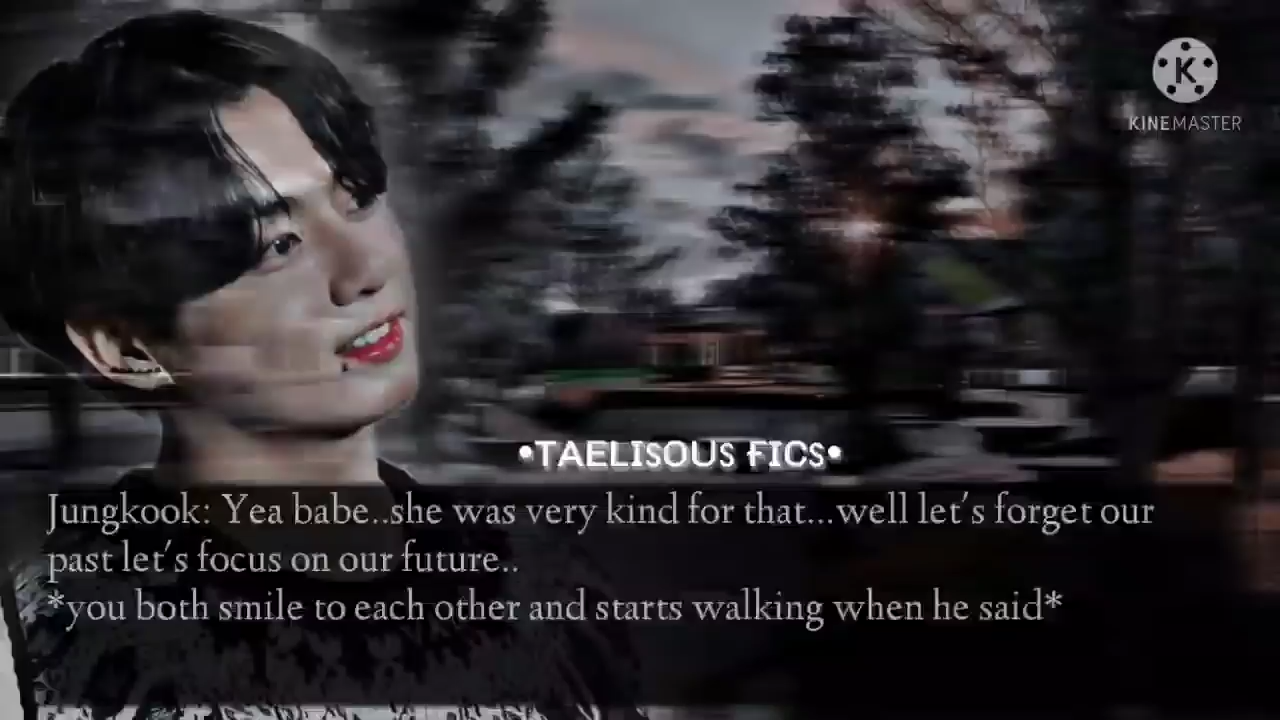 K
KINEMASTER
•TAELISOUS FICS•
Jungkook: Yea babe..she was very kind for that...well let's forget our
past let's focus on our future..
*you both smile to each other and starts walking when he said*